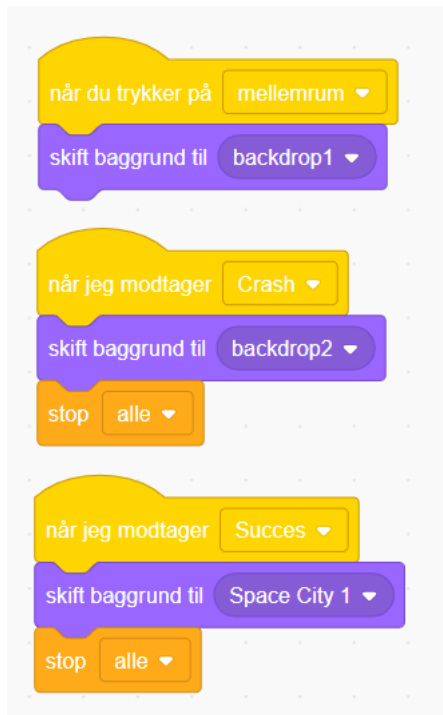 når du trykker på mellemrum
skift baggrund til backdrop1
når jeg modtager Crash
skift baggrund til backdrop2
stop alle
når jeg modtager Succes
skift baggrund til Space City 1
stop alle